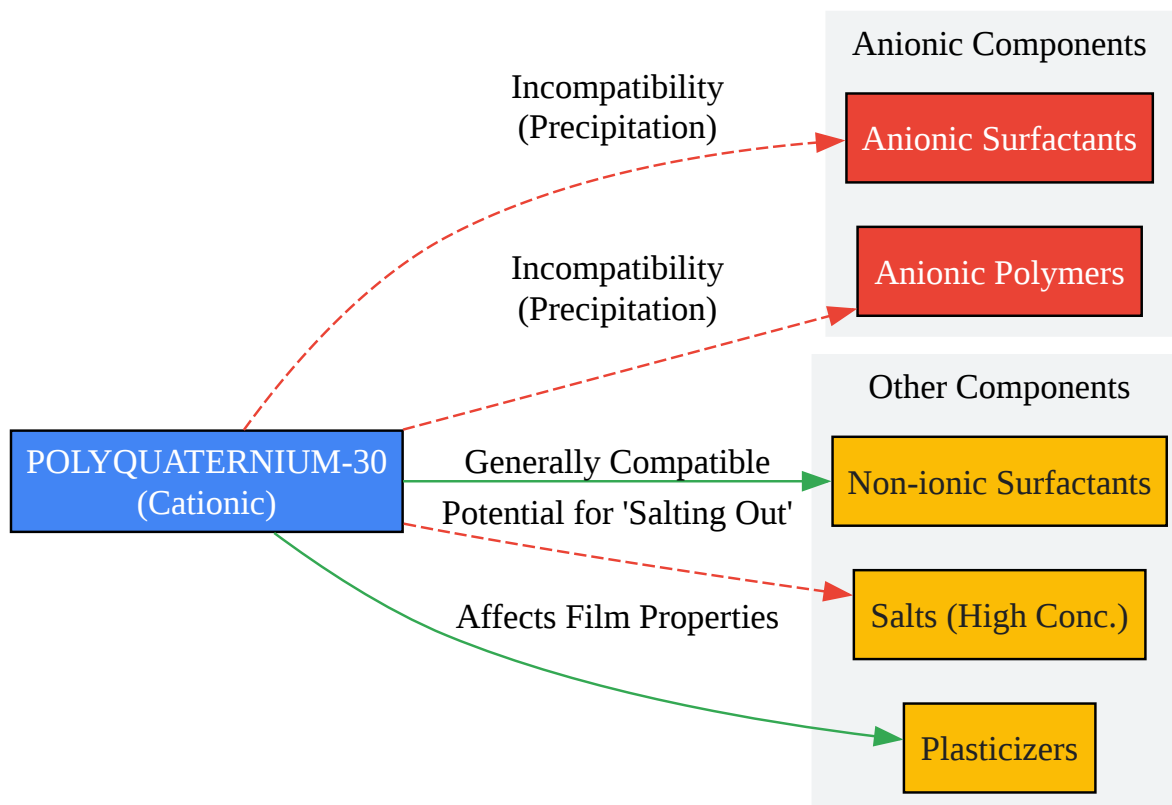 Anionic Components
Incompatibility
(Precipitation)
Anionic Surfactants
Incompatibility
(Precipitation)
Anionic Polymers
Other Components
POLYQUATERNIUM-30
(Cationic)
Generally Compatible
Non-ionic Surfactants
Potential for 'Salting Out'
Salts (High Conc.)
Affects Film Properties
Plasticizers